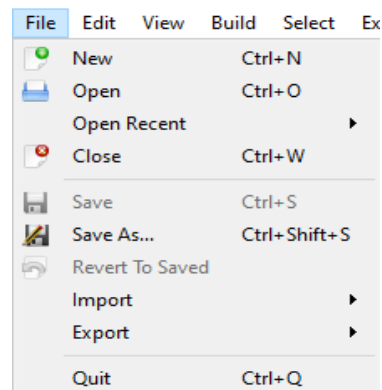 File Edit View Build Select Ex
New Ctrl+N
Open Ctrl+O
Open Recent
Close Ctrl+W
Save Ctrl+S
Save As... Ctrl+Shift+S
Revert To Saved
Import
Export
Quit Ctrl+Q